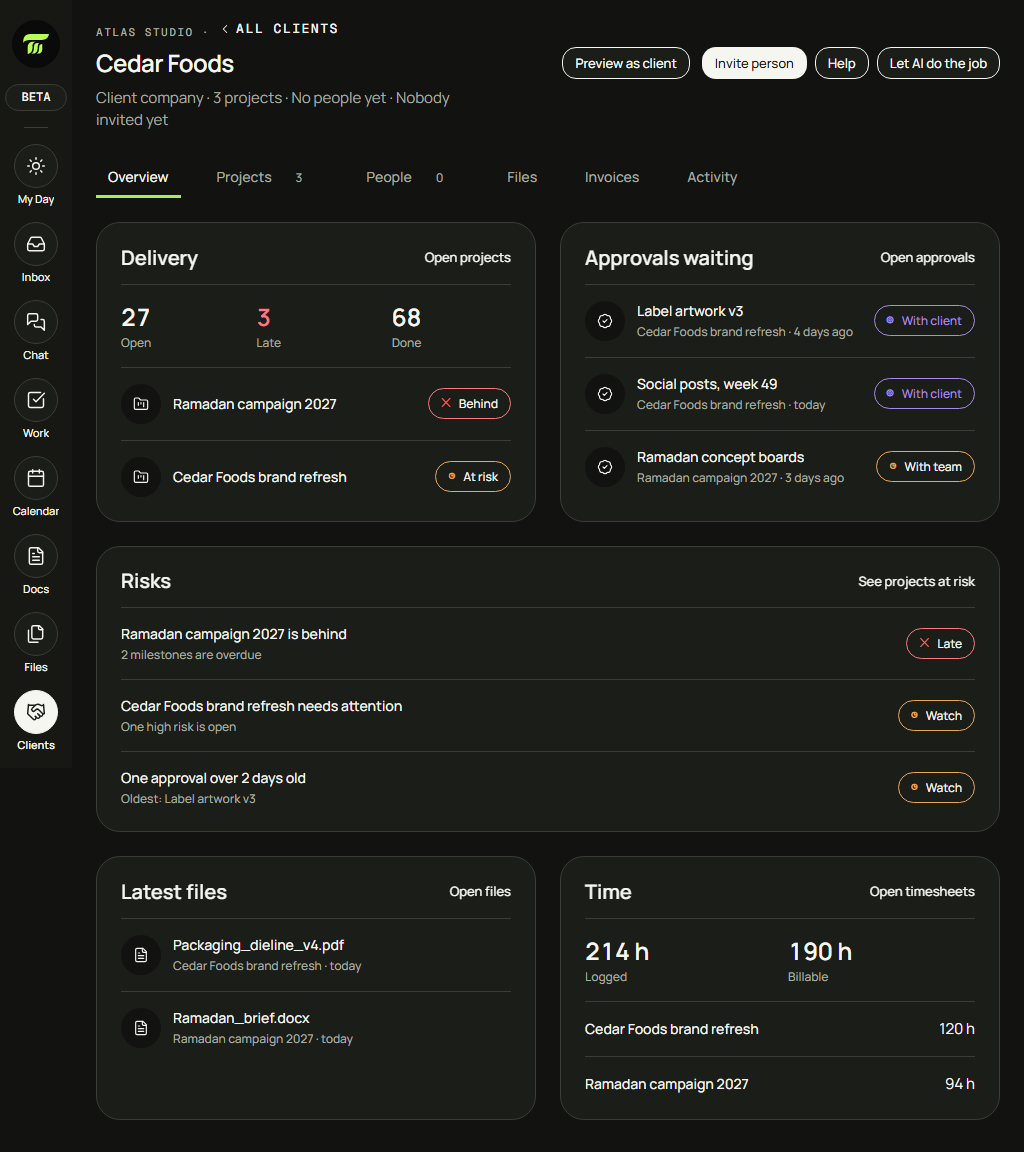 ATLAS STUDIO · ALL CLIENTS
Cedar Foods
Client company · 3 projects · No people yet · Nobody
invited yet
Preview as client
Invite person
Help
Let AI do the job
BETA
My Day
Inbox
Chat
Work
Calendar
Docs
Files
Clients
Overview
Projects 3
People 0
Files
Invoices
Activity
Delivery
Open projects
27
Open
3
Late
68
Done
Ramadan campaign 2027
Behind
Cedar Foods brand refresh
At risk
Approvals waiting
Open approvals
Label artwork v3
Cedar Foods brand refresh · 4 days ago
With client
Social posts, week 49
Cedar Foods brand refresh · today
With client
Ramadan concept boards
Ramadan campaign 2027 · 3 days ago
With team
Risks
See projects at risk
Ramadan campaign 2027 is behind
2 milestones are overdue
Late
Cedar Foods brand refresh needs attention
One high risk is open
Watch
One approval over 2 days old
Oldest: Label artwork v3
Watch
Latest files
Open files
Packaging_dieline_v4.pdf
Cedar Foods brand refresh · today
Ramadan_brief.docx
Ramadan campaign 2027 · today
Time
Open timesheets
214 h
Logged
190 h
Billable
Cedar Foods brand refresh
120 h
Ramadan campaign 2027
94 h